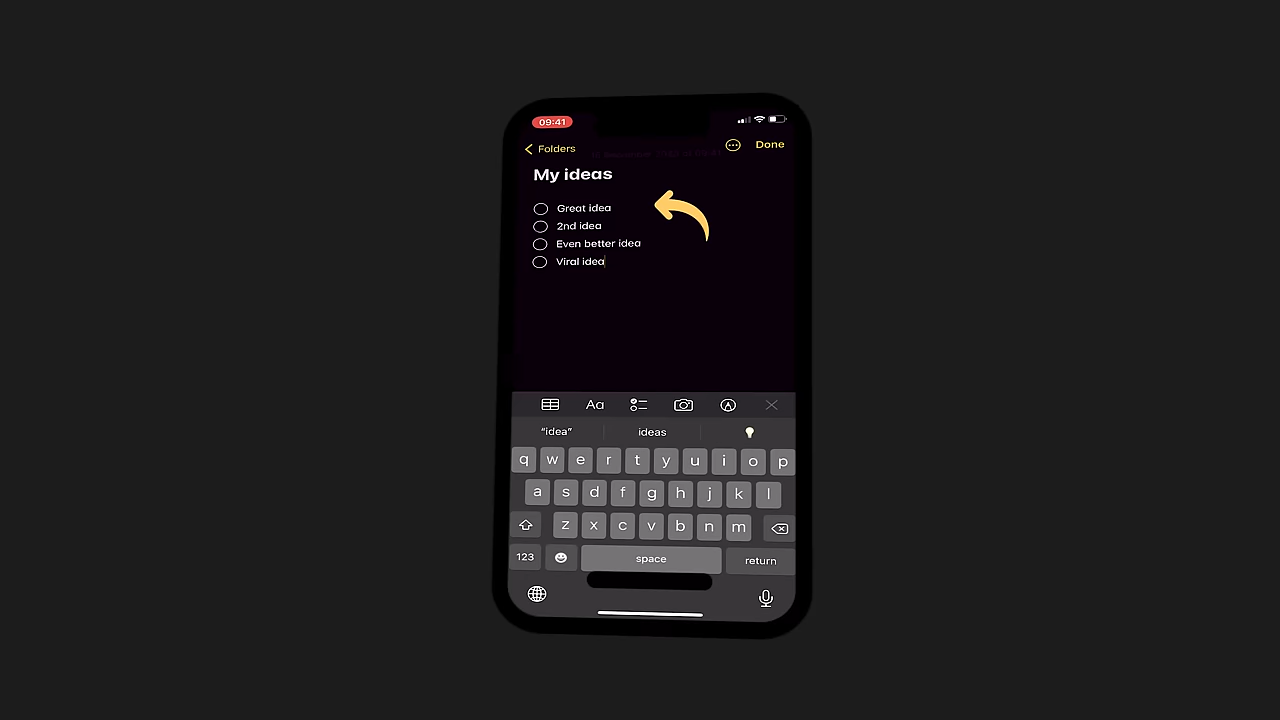 09:41
Folders
Done
My ideas
Great idea
2nd idea
Even better idea
Viral idea
Aa
"idea" ideas
q w e r t y u i o p
a s d f g h j k l
z x c v b n m
123 space return